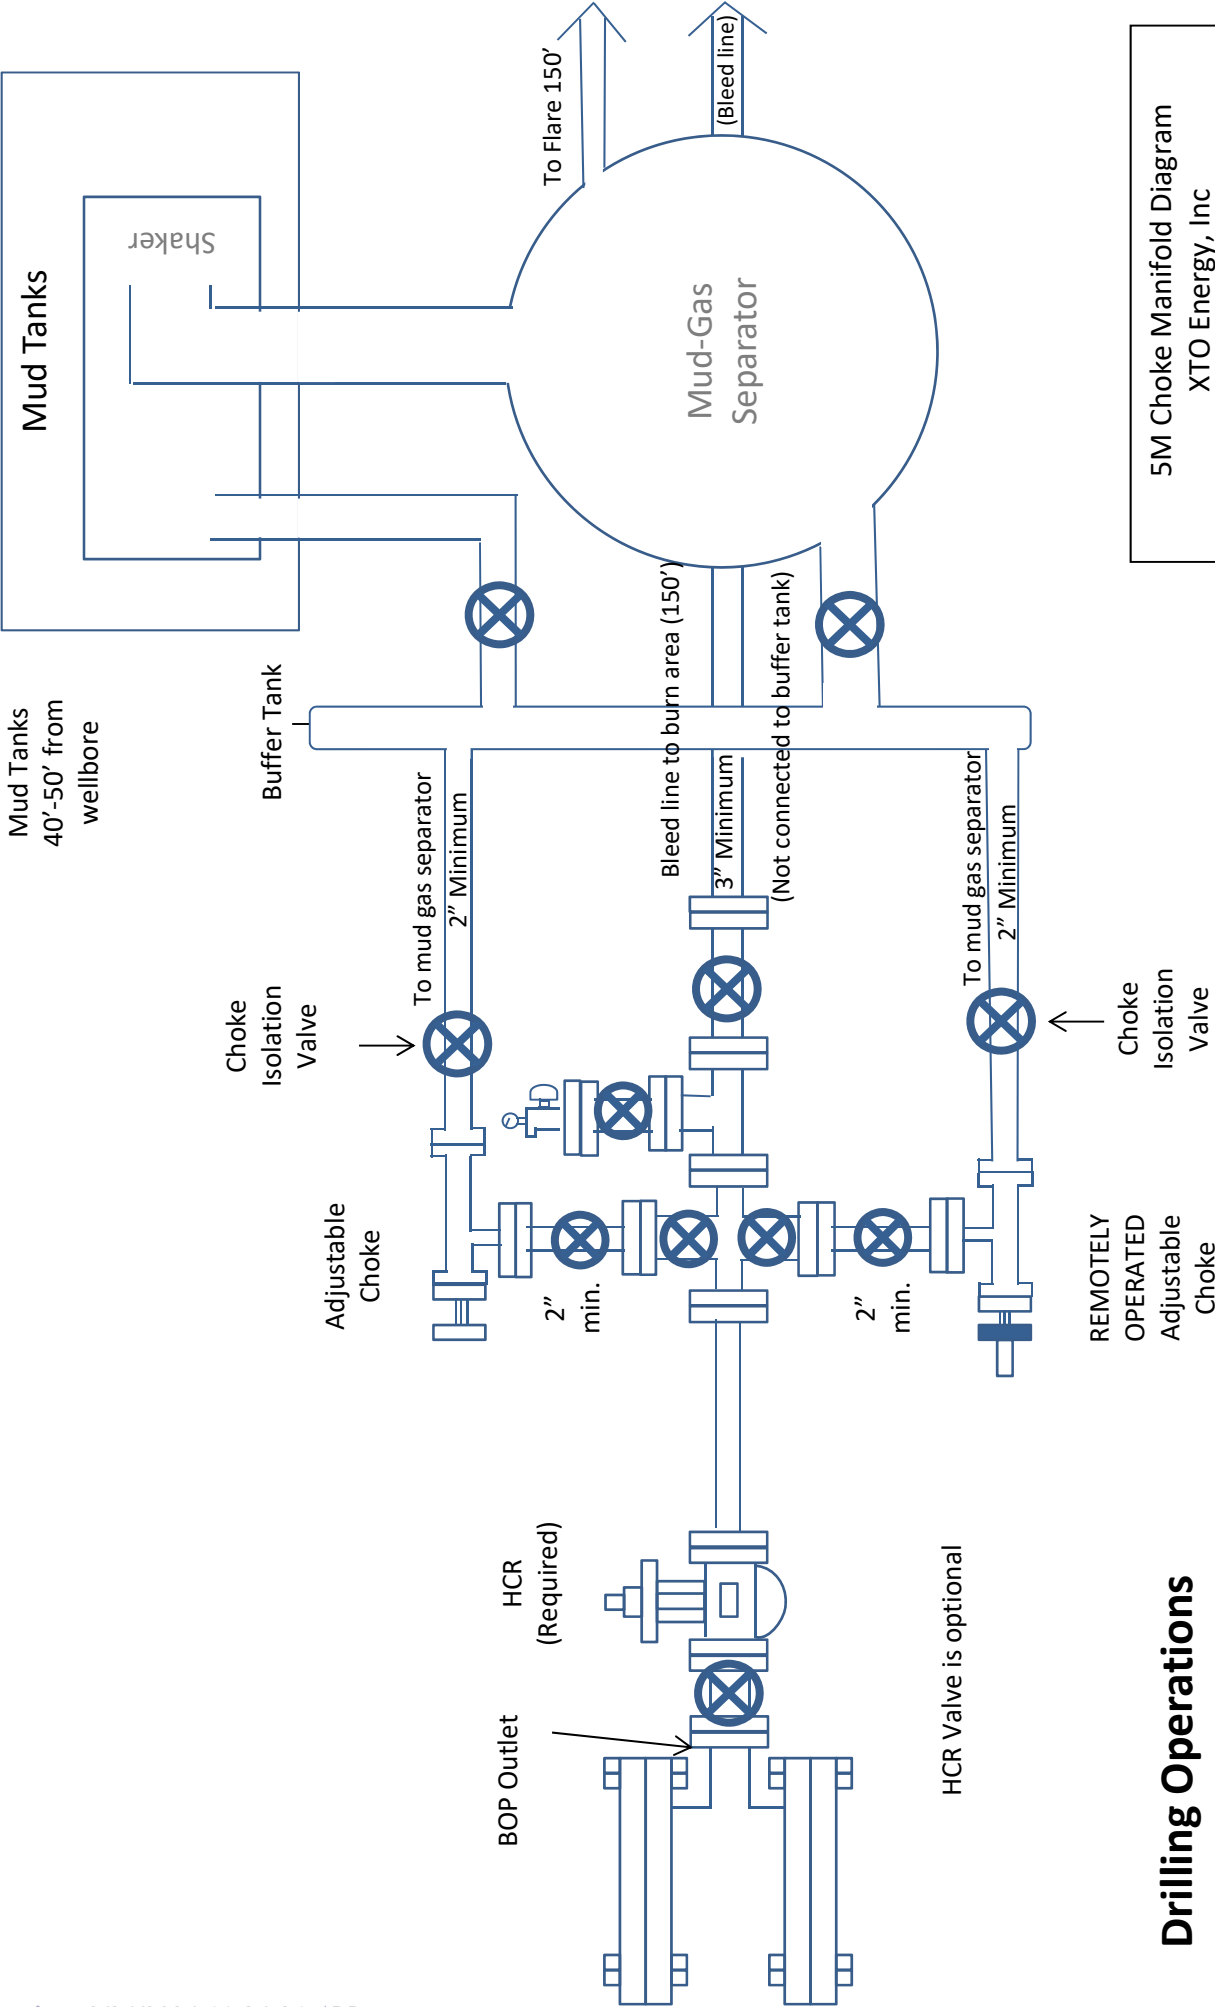 Mud Tanks
Shaker
Mud Tanks
40’-50’ from
wellbore
Buffer Tank
To Flare 150’
(Bleed line)
Mud-Gas
Separator
Bleed line to burn area (150’)
3” Minimum
(Not connected to buffer tank)
To mud gas separator
2” Minimum
To mud gas separator
2” Minimum
Choke
Isolation
Valve
Choke
Isolation
Valve
Adjustable
Choke
2”
min.
2”
min.
REMOTELY
OPERATED
Adjustable
Choke
HCR
(Required)
BOP Outlet
HCR Valve is optional
Drilling Operations
5M Choke Manifold Diagram
XTO Energy, Inc